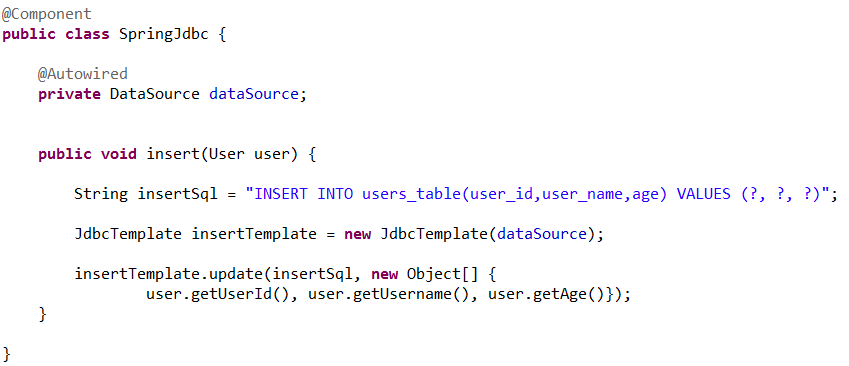 @Component
public class SpringJdbc {
@Autowired
private DataSource dataSource;
public void insert(User user) {
String insertSql = "INSERT INTO users_table(user_id,user_name,age) VALUES (?, ?, ?)";
JdbcTemplate insertTemplate = new JdbcTemplate(dataSource);
insertTemplate.update(insertSql, new Object[] {
user.getUserId(), user.getUsername(), user.getAge()});
}
}